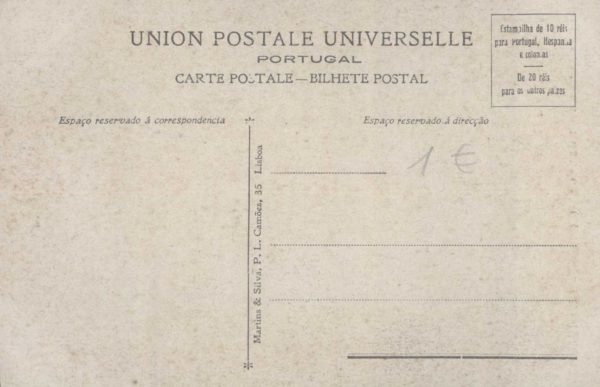 UNION POSTALE UNIVERSELLE
PORTUGAL
CARTE POSTALE—BILHETE POSTAL
Estampilha de 10 réis
para Portugal, Hespanha
e colonias
De 20 réis
para os outros paizes
Espaço reservado á correspondencia
Espaço reservado á direcção
1 €
Martins & Silva, P. L. Camões, 35 Lisboa